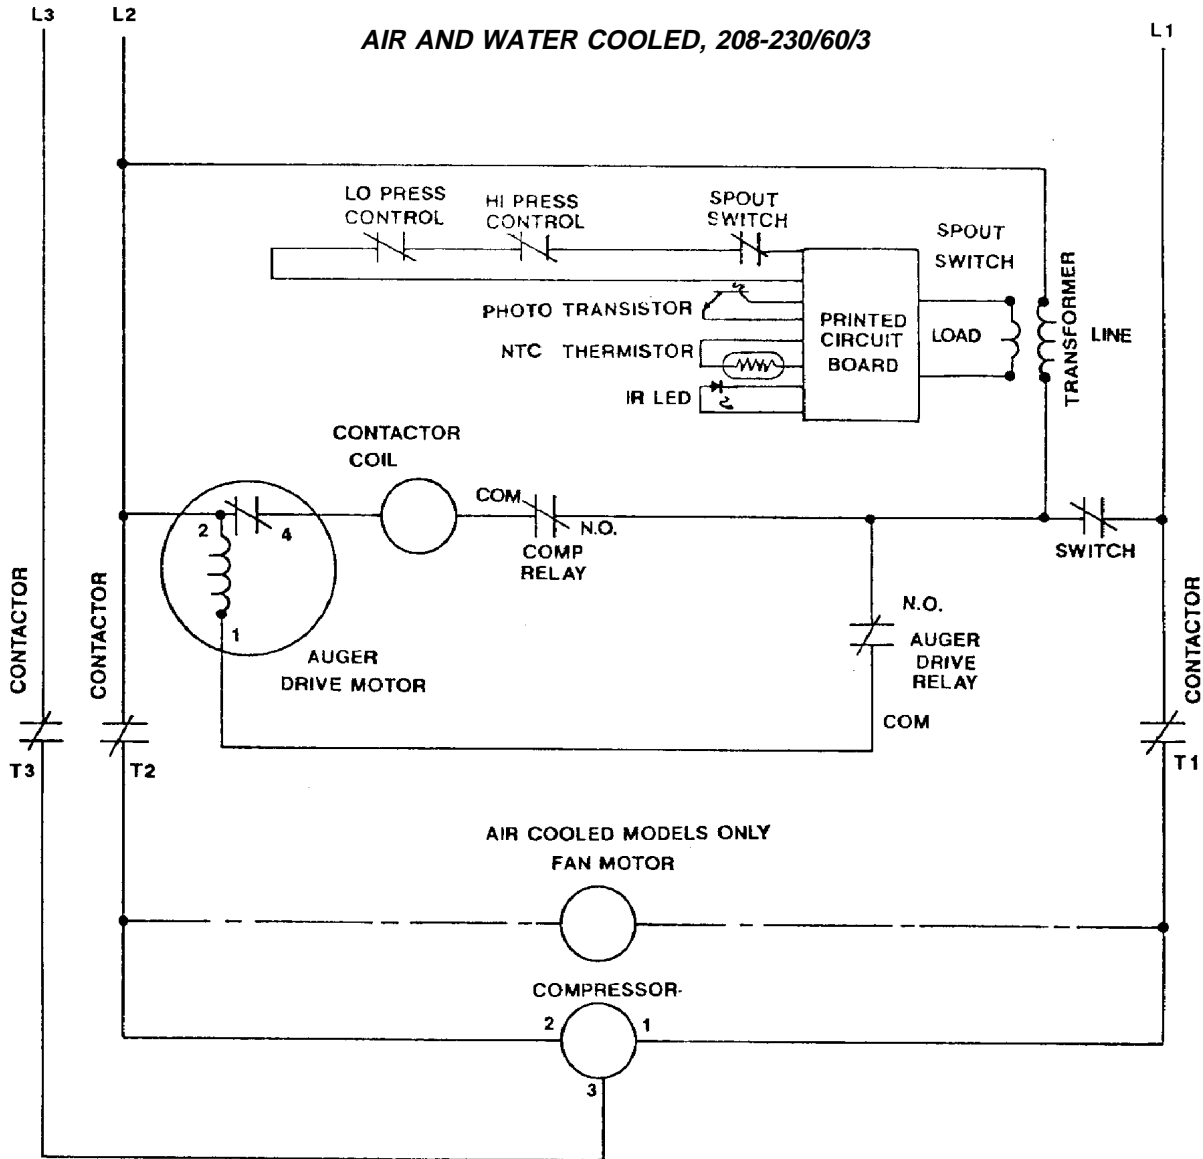 L3
L2
AIR AND WATER COOLED, 208-230/60/3
L1
LO PRESS
CONTROL
HI PRESS
CONTROL
SPOUT
SWITCH
SPOUT
SWITCH
PHOTO TRANSISTOR
NTC THERMISTOR
IR LED
PRINTED
CIRCUIT
BOARD
LOAD
TRANSFORMER
LINE
CONTACTOR
COIL
2
4
COM
N.O.
COMP
RELAY
SWITCH
1
AUGER
DRIVE MOTOR
N.O.
AUGER
DRIVE
RELAY
COM
CONTACTOR
CONTACTOR
CONTACTOR
T3
T2
T1
AIR COOLED MODELS ONLY
FAN MOTOR
COMPRESSOR
2
1
3